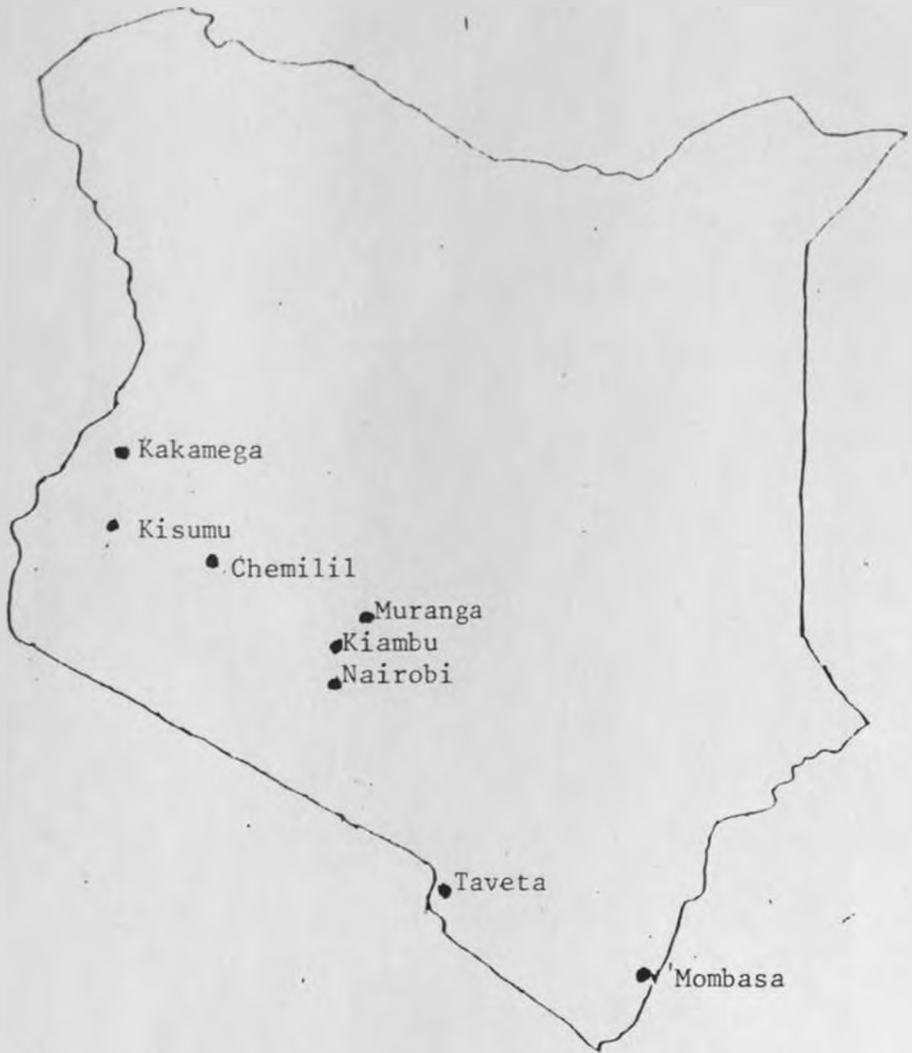 Kakamega
Kisumu
Chemilil
Muranga
Kiambu
Nairobi
Taveta
Mombasa